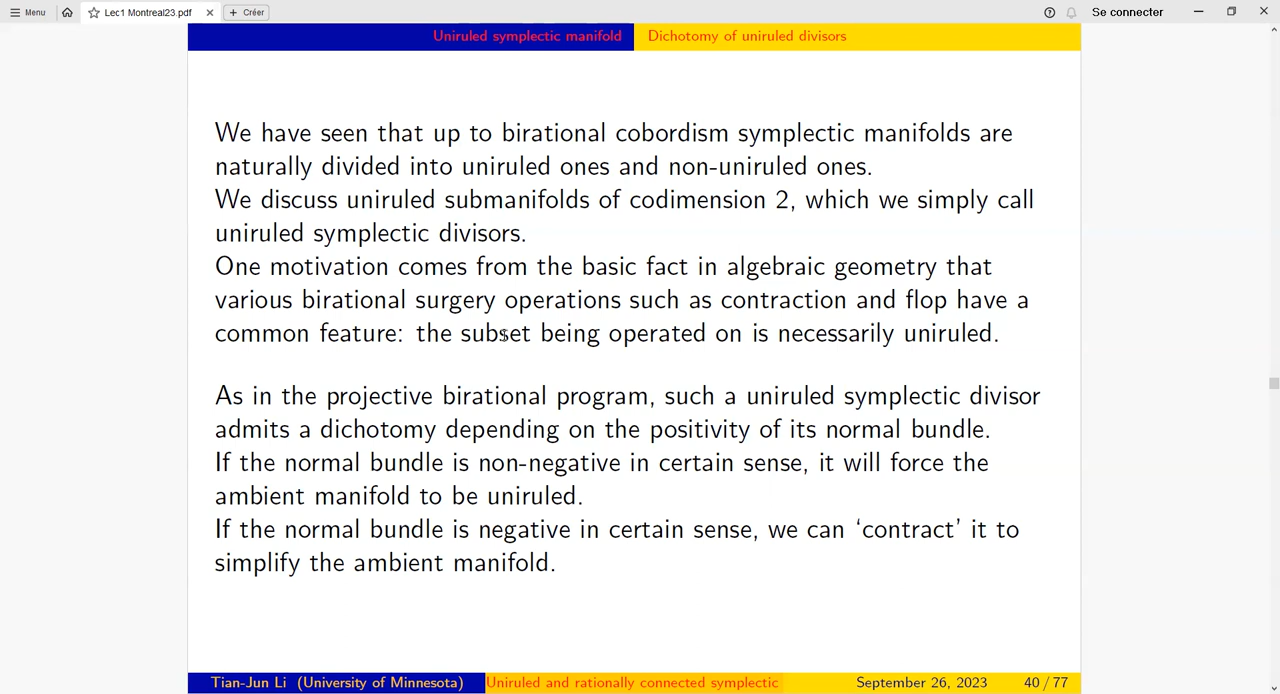 Menu
Lec1 Montreal23.pdf
+ Créer
Se connecter
Uniruled symplectic manifold
Dichotomy of uniruled divisors
We have seen that up to birational cobordism symplectic manifolds are
naturally divided into uniruled ones and non-uniruled ones.
We discuss uniruled submanifolds of codimension 2, which we simply call
uniruled symplectic divisors.
One motivation comes from the basic fact in algebraic geometry that
various birational surgery operations such as contraction and flop have a
common feature: the subset being operated on is necessarily uniruled.
As in the projective birational program, such a uniruled symplectic divisor
admits a dichotomy depending on the positivity of its normal bundle.
If the normal bundle is non-negative in certain sense, it will force the
ambient manifold to be uniruled.
If the normal bundle is negative in certain sense, we can ‘contract’ it to
simplify the ambient manifold.
Tian-Jun Li (University of Minnesota)
Uniruled and rationally connected symplectic
September 26, 2023
40 / 77